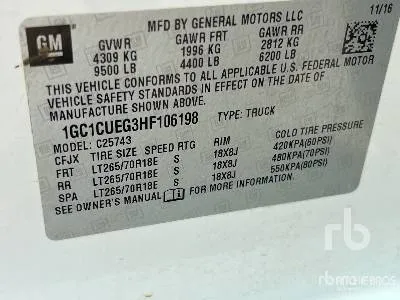 MFD BY GENERAL MOTORS LLC 11/16
GM
GVWR GAWR FRT GAWR RR
4309 KG 1996 KG 2812 KG
9500 LB 4400 LB 6200 LB
THIS VEHICLE CONFORMS TO ALL APPLICABLE U.S. FEDERAL MOTOR
VEHICLE SAFETY STANDARDS IN EFFECT ON THE DATE OF
MANUFACTURE SHOWN ABOVE.
1GC1CUEG3HF106198 TYPE: TRUCK
MODEL: C25743
CFJX TIRE SIZE SPEED RTG RIM COLD TIRE PRESSURE
FRT LT265/70R18E S 18X8J 420KPA(60PSI)
RR LT265/70R18E S 18X8J 480KPA(70PSI)
SPA LT265/70R18E S 18X8J 550KPA(80PSI)
SEE OWNER'S MANUAL FOR ADDITIONAL INFORMATION.
rb
ritchie Bros